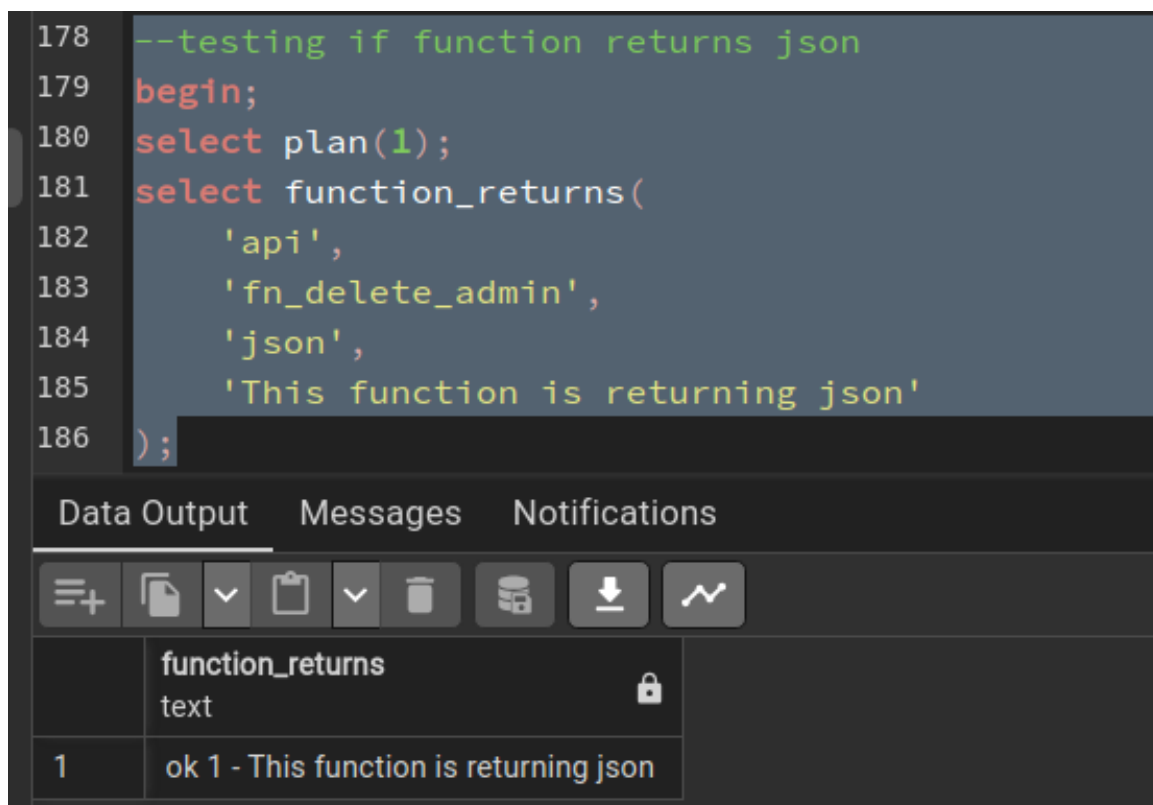 178 --testing if function returns json
179 begin;
180 select plan(1);
181 select function_returns(
182 'api',
183 'fn_delete_admin',
184 'json',
185 'This function is returning json'
186 );
Data Output Messages Notifications
function_returns
text
1 ok 1 - This function is returning json